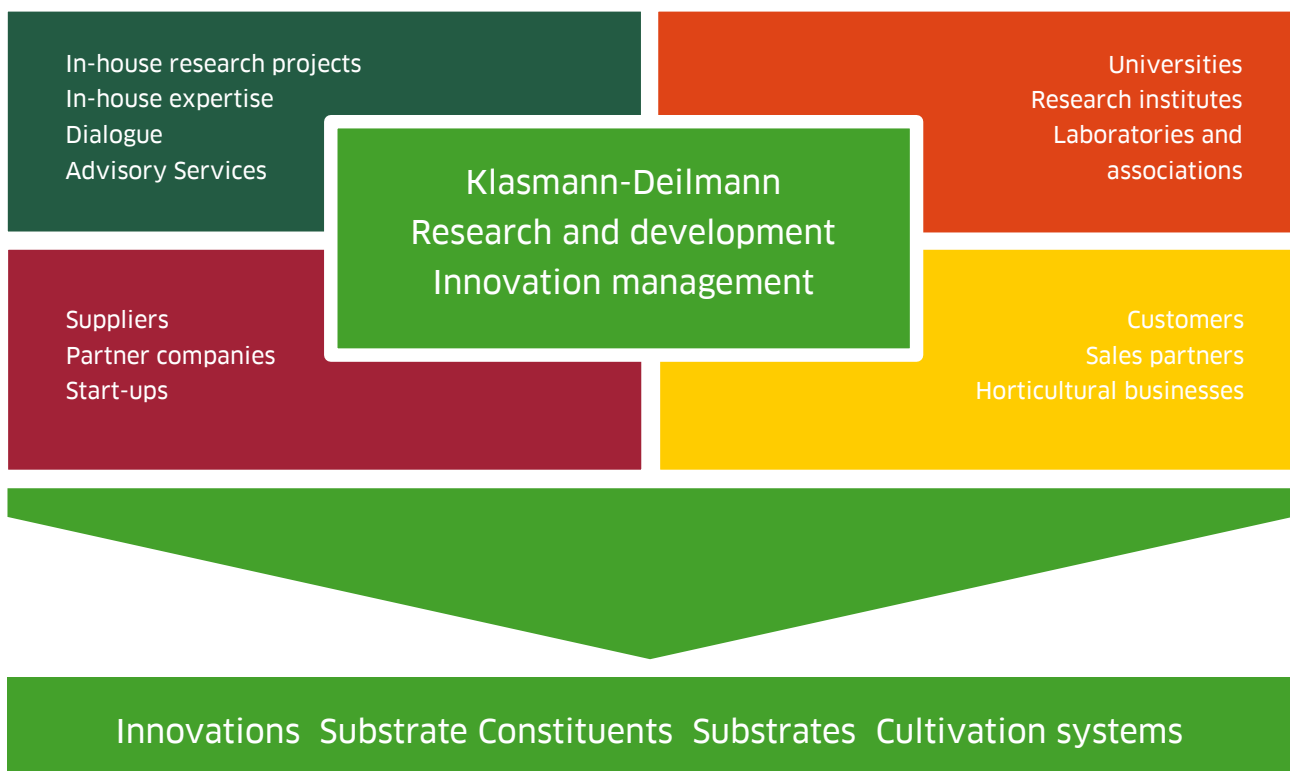 In-house research projects
In-house expertise
Dialogue
Advisory Services
Universities
Research institutes
Laboratories and
associations
Klasmann-Deilmann
Research and development
Innovation management
Suppliers
Partner companies
Start-ups
Customers
Sales partners
Horticultural businesses
Innovations Substrate Constituents Substrates Cultivation systems